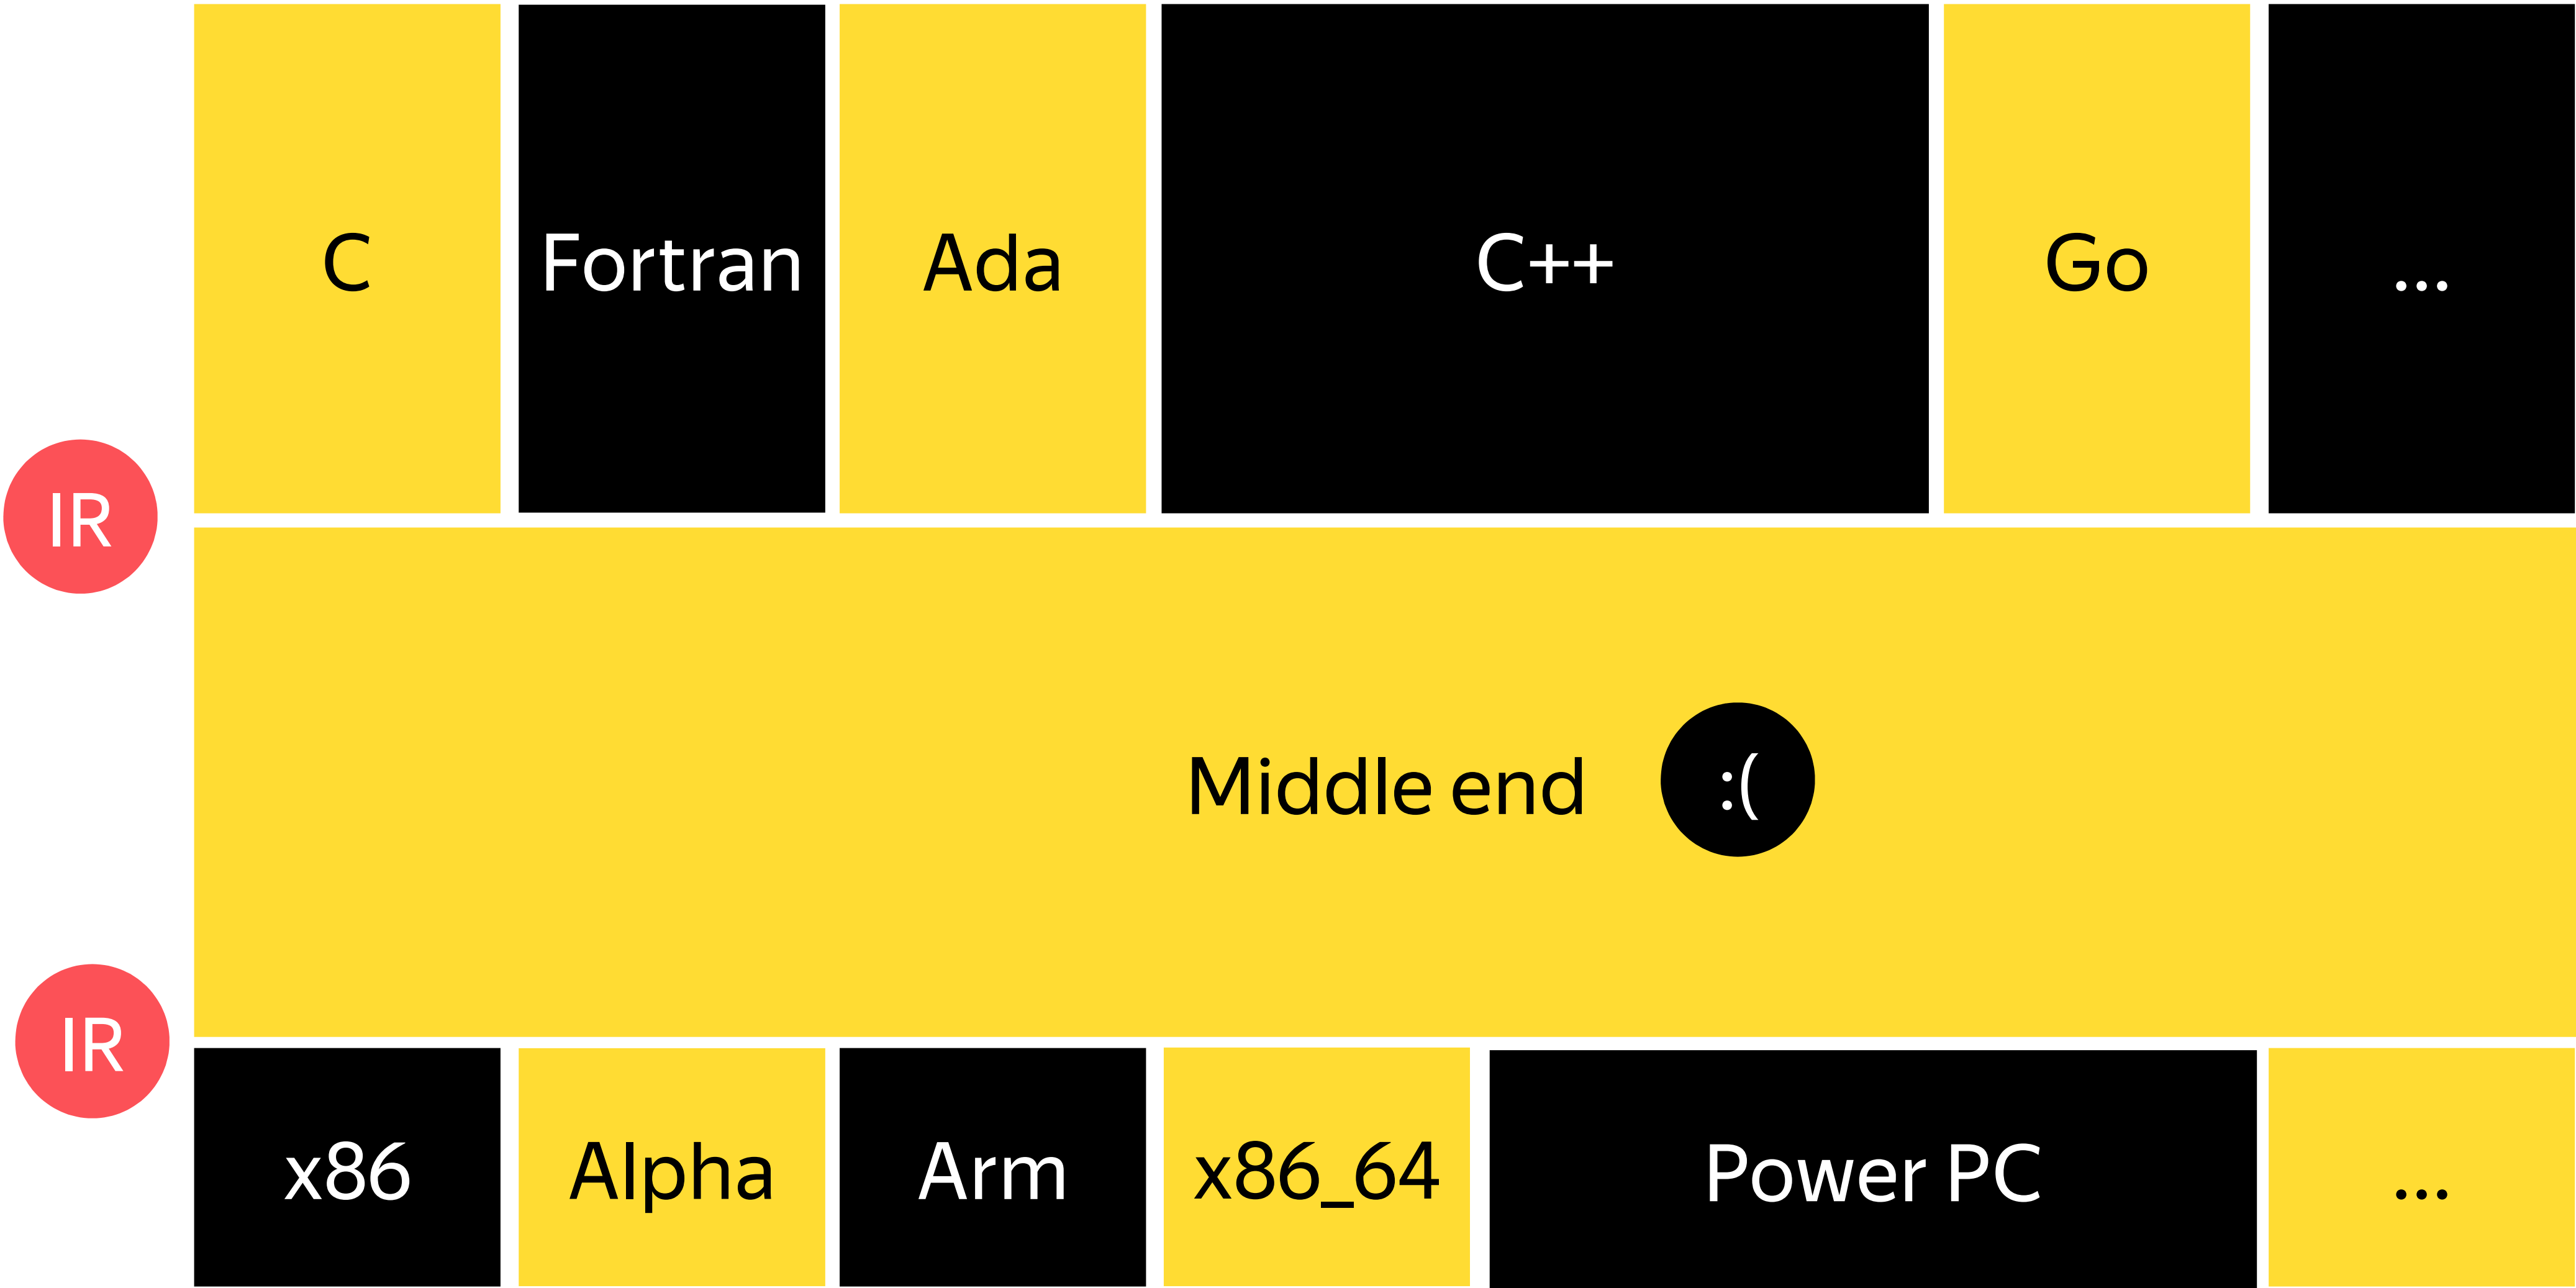 C
Fortran
Ada
C++
Go
...
IR
Middle end
:(
IR
x86
Alpha
Arm
x86_64
Power PC
...